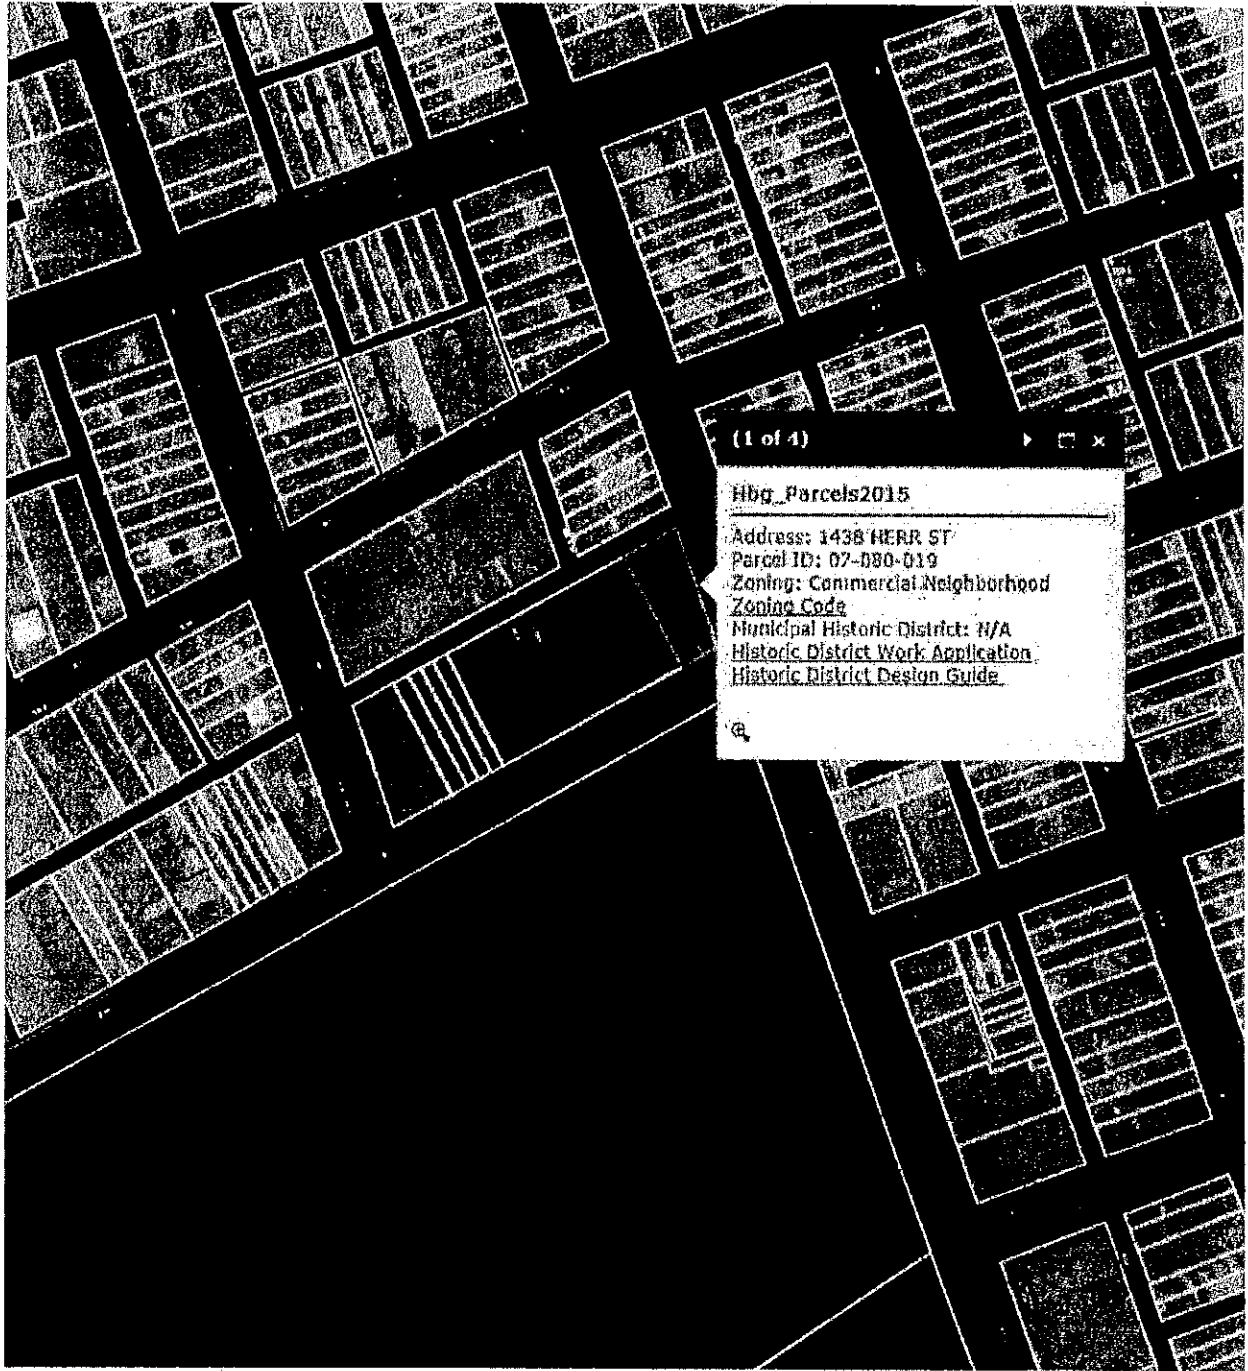 (1 of 4)
Hbg_Parcels2015
Address: 1438 HERR ST
Parcel ID: 07-080-019
Zoning: Commercial Neighborhood
Zoning Code
Municipal Historic District: N/A
Historic District Work Application
Historic District Design Guide